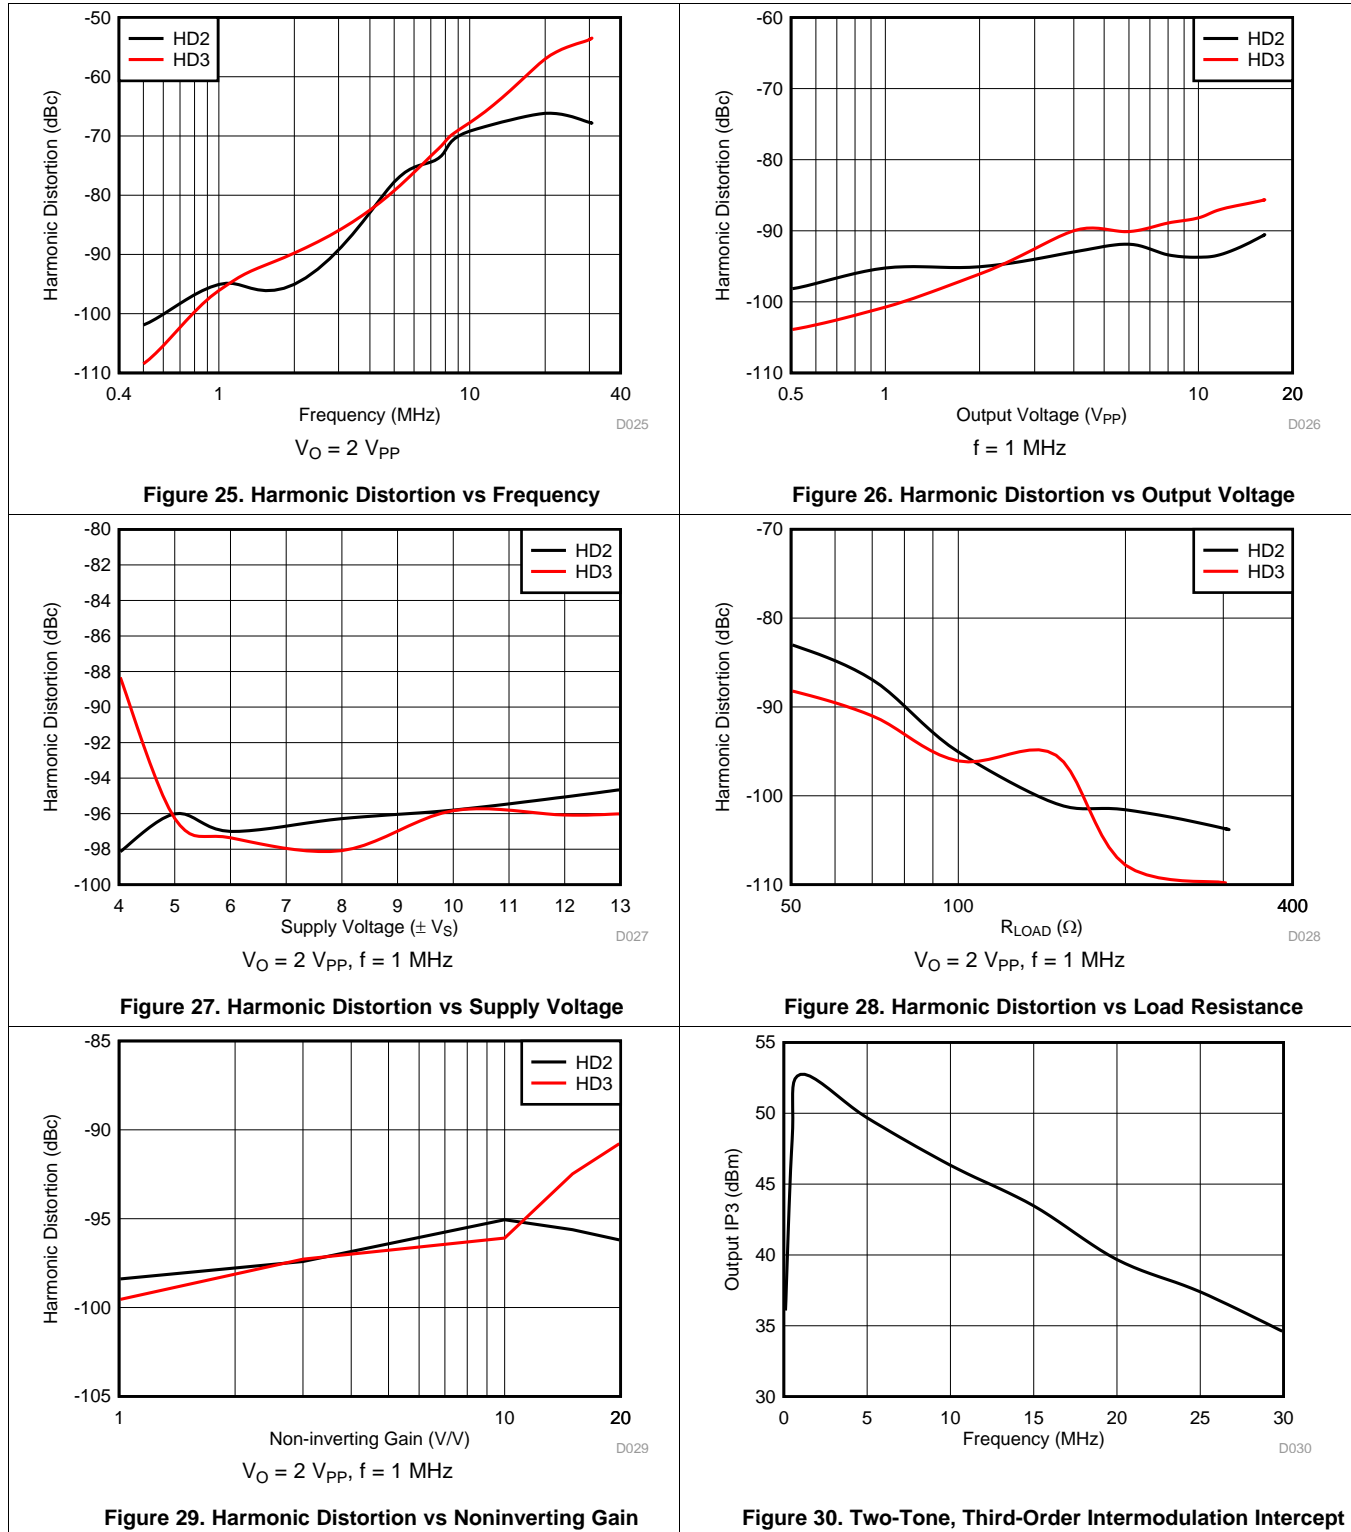 -50
-60
-70
-80
-90
-100
-110
HD2
HD3
Harmonic Distortion (dBc)
0.4 1 10 40
Frequency (MHz)
D025
VO = 2 VPP
Figure 25. Harmonic Distortion vs Frequency
-60
-70
-80
-90
-100
-110
HD2
HD3
Harmonic Distortion (dBc)
0.5 1 10 20
Output Voltage (VPP)
D026
f = 1 MHz
Figure 26. Harmonic Distortion vs Output Voltage
-80
-82
-84
-86
-88
-90
-92
-94
-96
-98
-100
HD2
HD3
Harmonic Distortion (dBc)
4 5 6 7 8 9 10 11 12 13
Supply Voltage (± VS)
D027
VO = 2 VPP, f = 1 MHz
Figure 27. Harmonic Distortion vs Supply Voltage
-70
-80
-90
-100
-110
HD2
HD3
Harmonic Distortion (dBc)
50 100 400
RLOAD (Ω)
D028
VO = 2 VPP, f = 1 MHz
Figure 28. Harmonic Distortion vs Load Resistance
-85
-90
-95
-100
-105
HD2
HD3
Harmonic Distortion (dBc)
1 10 20
Non-inverting Gain (V/V)
D029
VO = 2 VPP, f = 1 MHz
Figure 29. Harmonic Distortion vs Noninverting Gain
55
50
45
40
35
30
Output IP3 (dBm)
0 5 10 15 20 25 30
Frequency (MHz)
D030
Figure 30. Two-Tone, Third-Order Intermodulation Intercept